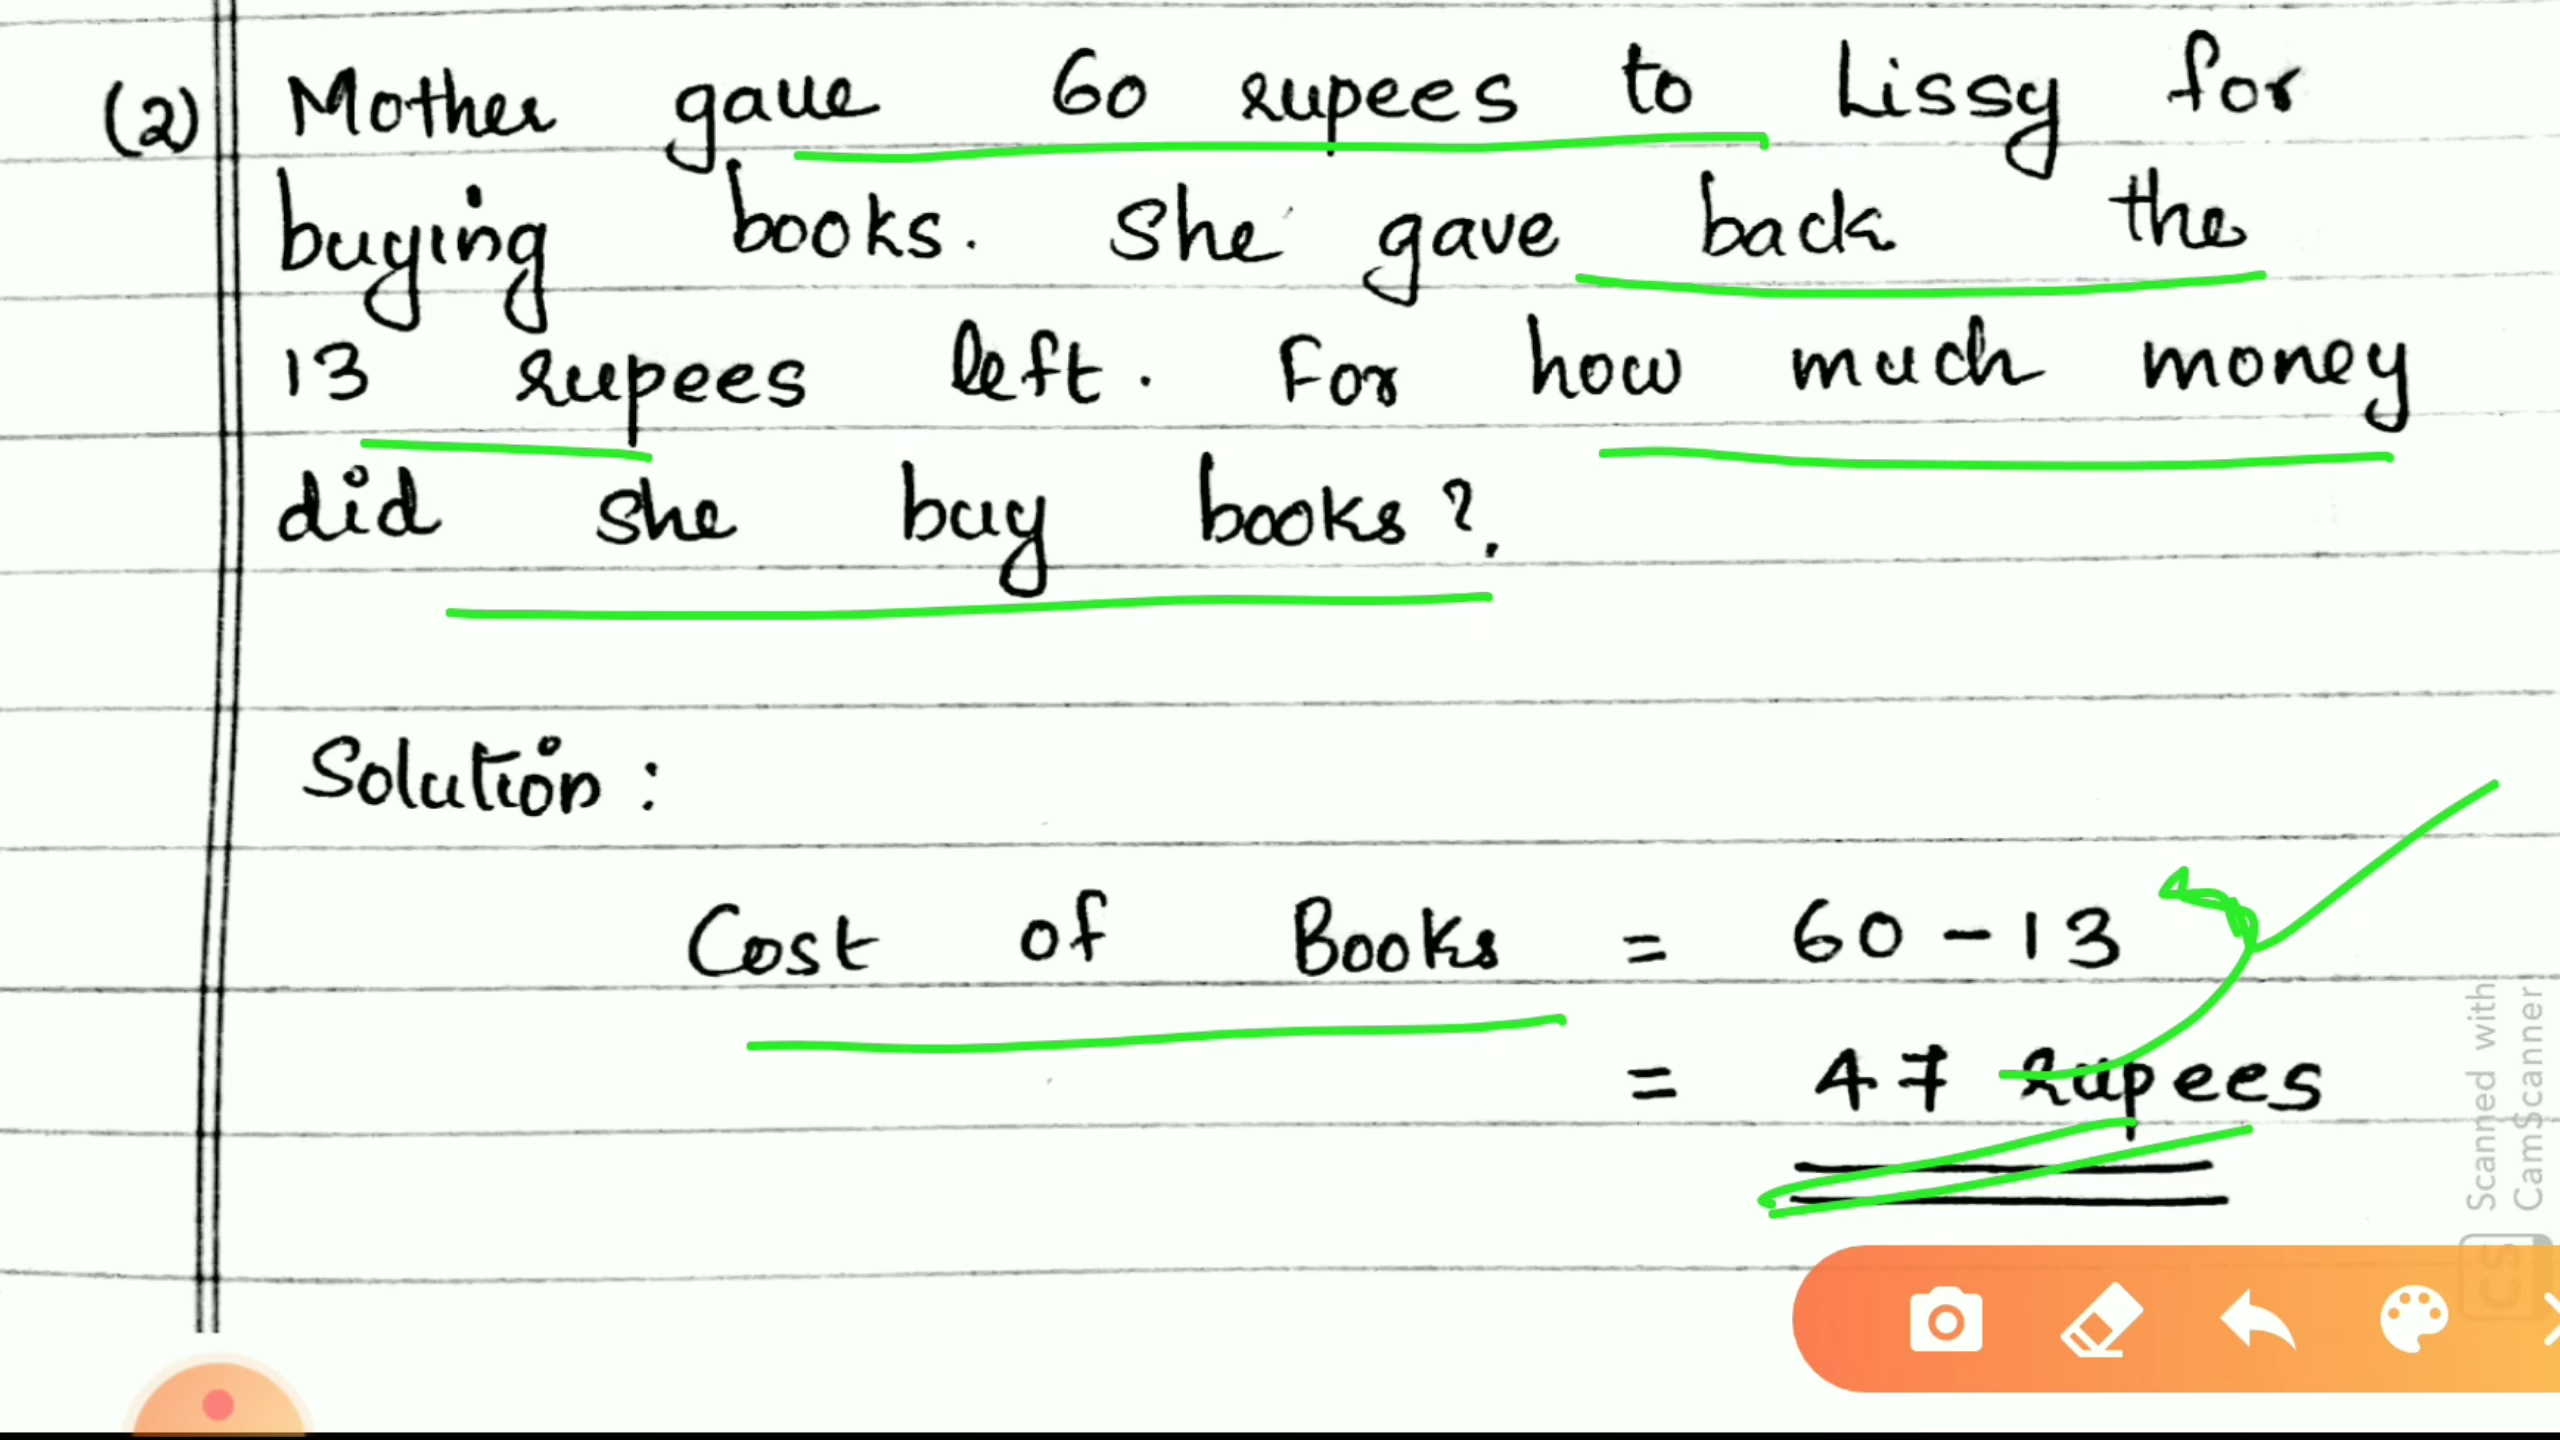 (2) Mother gave 60 rupees to Lissy for
buying books. She gave back the
13 rupees left. For how much money
did she buy books?.
Solution :
Cost of Books = 60 - 13
= 47 rupees
Scanned with
CamScanner
CS